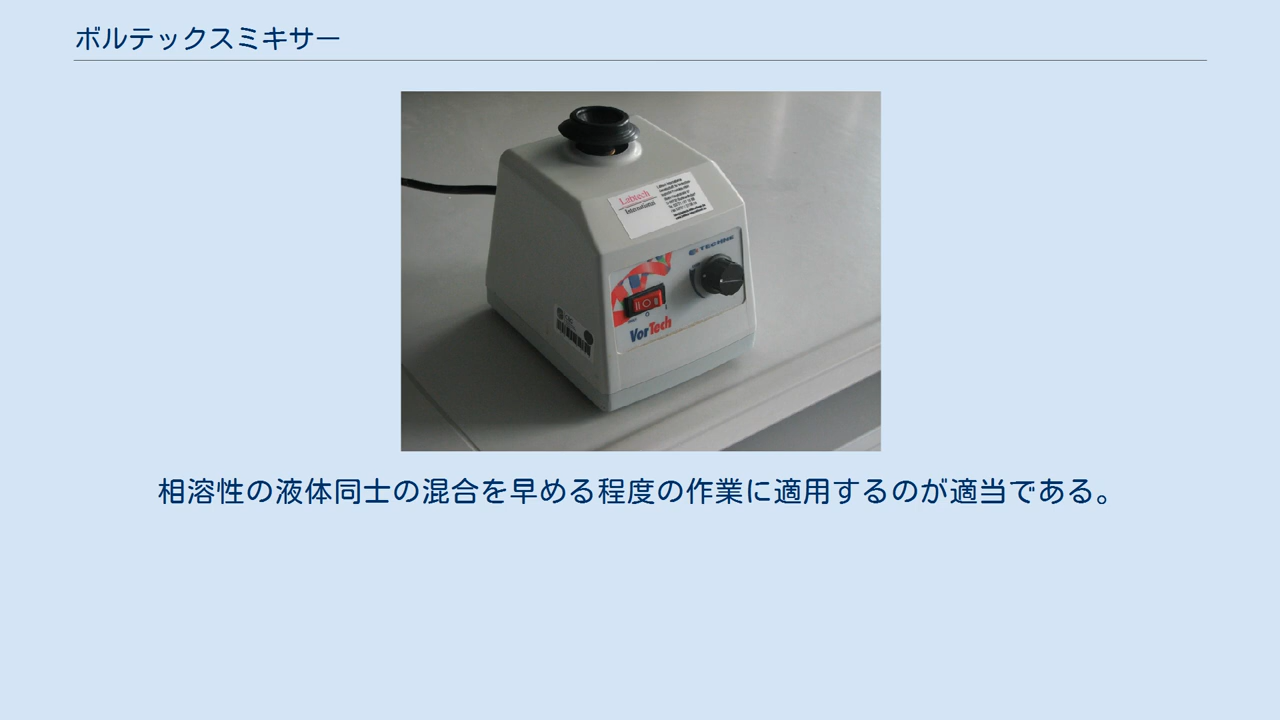 ボルテックスミキサー
Labtech
International
TECHNE
VorTech
相溶性の液体同士の混合を早める程度の作業に適用するのが適当である。